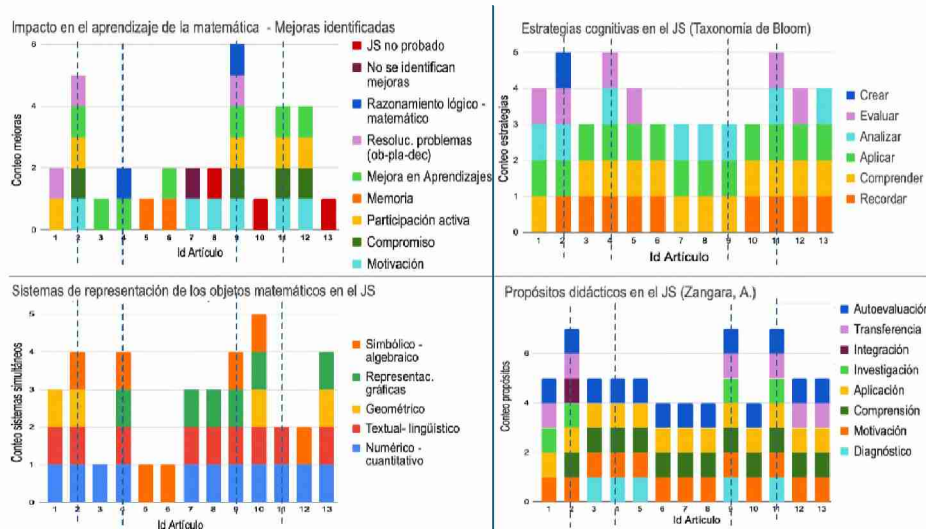 Impacto en el aprendizaje de la matemática - Mejoras identificadas
Conteo mejoras
6
4
2
0
1 2 3 4 5 6 7 8 9 10 11 12 13
Id Artículo
JS no probado
No se identifican
mejoras
Razonamiento lógico -
matemático
Resoluc. problemas
(ob-pla-dec)
Mejora en Aprendizajes
Memoria
Participación activa
Compromiso
Motivación
Estrategias cognitivas en el JS (Taxonomía de Bloom)
Conteo estrategias
5
4
3
2
1
0
1 2 3 4 5 6 7 8 9 10 11 12 13
Id Artículo
Crear
Evaluar
Analizar
Aplicar
Comprender
Recordar
Sistemas de representación de los objetos matemáticos en el JS
Conteo sistemas simultáneos
5
4
3
2
1
0
1 2 3 4 5 6 7 8 9 10 11 12 13
Id Artículo
Simbólico -
algebraico
Representac.
gráficas
Geométrico
Textual- lingüístico
Numérico -
cuantitativo
Propósitos didácticos en el JS (Zangara, A.)
Conteo propósitos
8
6
4
2
0
1 2 3 4 5 6 7 8 9 10 11 12 13
Id Artículo
Autoevaluación
Transferencia
Integración
Investigación
Aplicación
Comprensión
Motivación
Diagnóstico